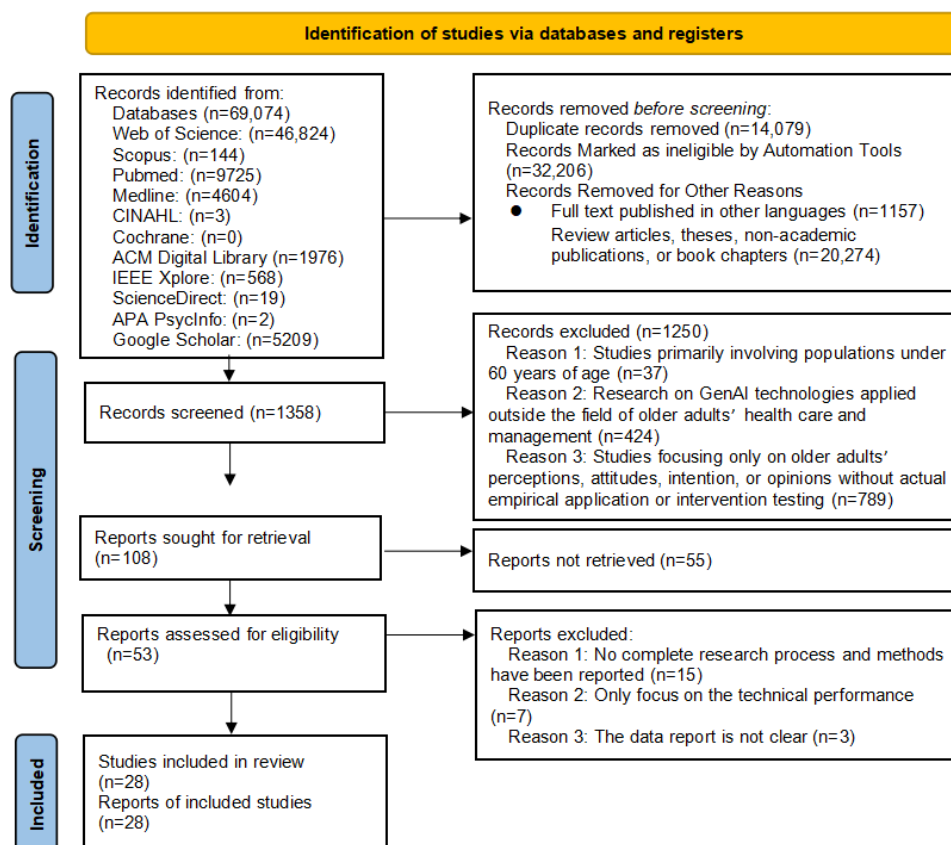 Identification of studies via databases and registers
Identification
Records identified from:
Databases (n=69,074)
Web of Science: (n=46,824)
Scopus: (n=144)
Pubmed: (n=9725)
Medline: (n=4604)
CINAHL: (n=3)
Cochrane: (n=0)
ACM Digital Library (n=1976)
IEEE Xplore: (n=568)
ScienceDirect: (n=19)
APA PsycInfo: (n=2)
Google Scholar: (n=5209)
Records removed before screening:
Duplicate records removed (n=14,079)
Records Marked as ineligible by Automation Tools
(n=32,206)
Records Removed for Other Reasons
● Full text published in other languages (n=1157)
Review articles, theses, non-academic
publications, or book chapters (n=20,274)
Screening
Records screened (n=1358)
Records excluded (n=1250)
Reason 1: Studies primarily involving populations under
60 years of age (n=37)
Reason 2: Research on GenAI technologies applied
outside the field of older adults’ health care and
management (n=424)
Reason 3: Studies focusing only on older adults’
perceptions, attitudes, intention, or opinions without actual
empirical application or intervention testing (n=789)
Reports sought for retrieval
(n=108)
Reports not retrieved (n=55)
Reports assessed for eligibility
(n=53)
Reports excluded:
Reason 1: No complete research process and methods
have been reported (n=15)
Reason 2: Only focus on the technical performance
(n=7)
Reason 3: The data report is not clear (n=3)
Included
Studies included in review
(n=28)
Reports of included studies
(n=28)